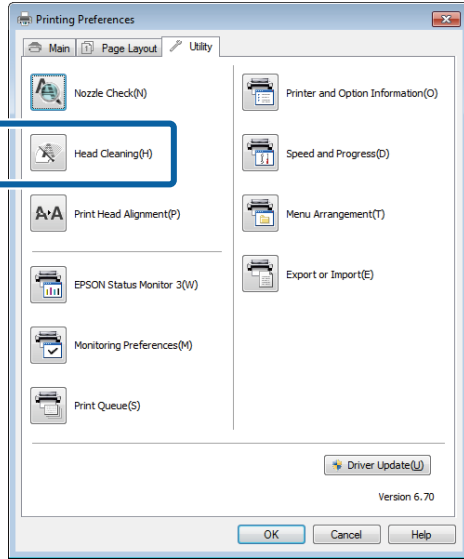 Printing Preferences
Main
Page Layout
Utility
Nozzle Check(N)
Head Cleaning(H)
Print Head Alignment(P)
EPSON Status Monitor 3(W)
Monitoring Preferences(M)
Print Queue(S)
Printer and Option Information(O)
Speed and Progress(D)
Menu Arrangement(T)
Export or Import(E)
Driver Update(U)
Version 6.70
OK
Cancel
Help